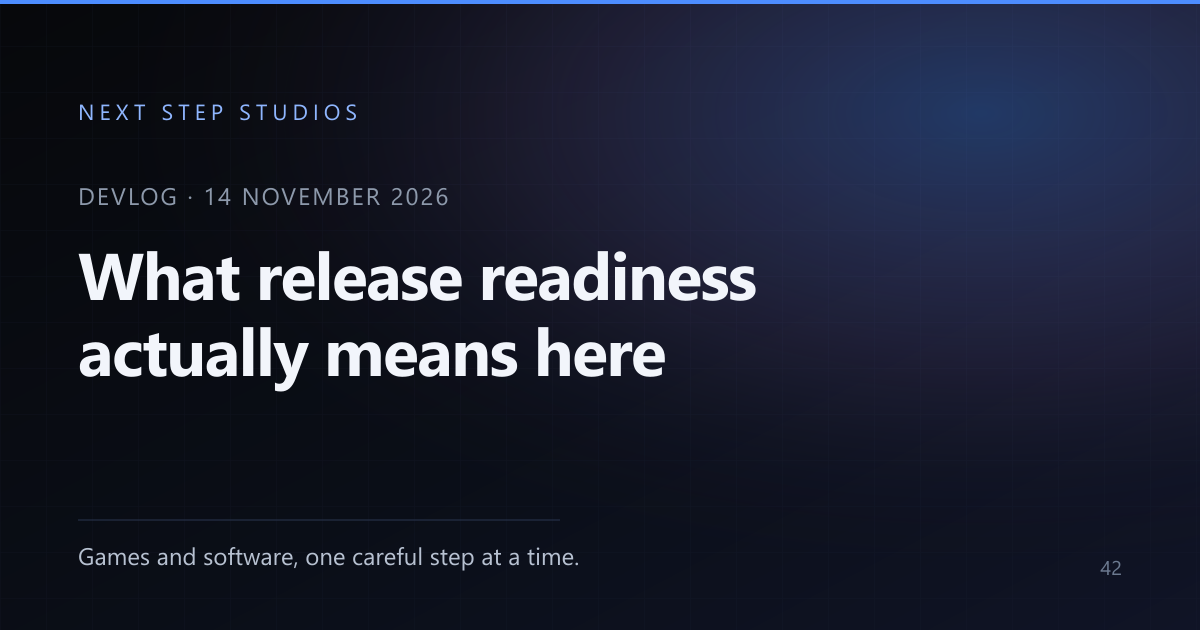 NEXT STEP STUDIOS
DEVLOG · 14 NOVEMBER 2026
What release readiness
actually means here
Games and software, one careful step at a time.
42